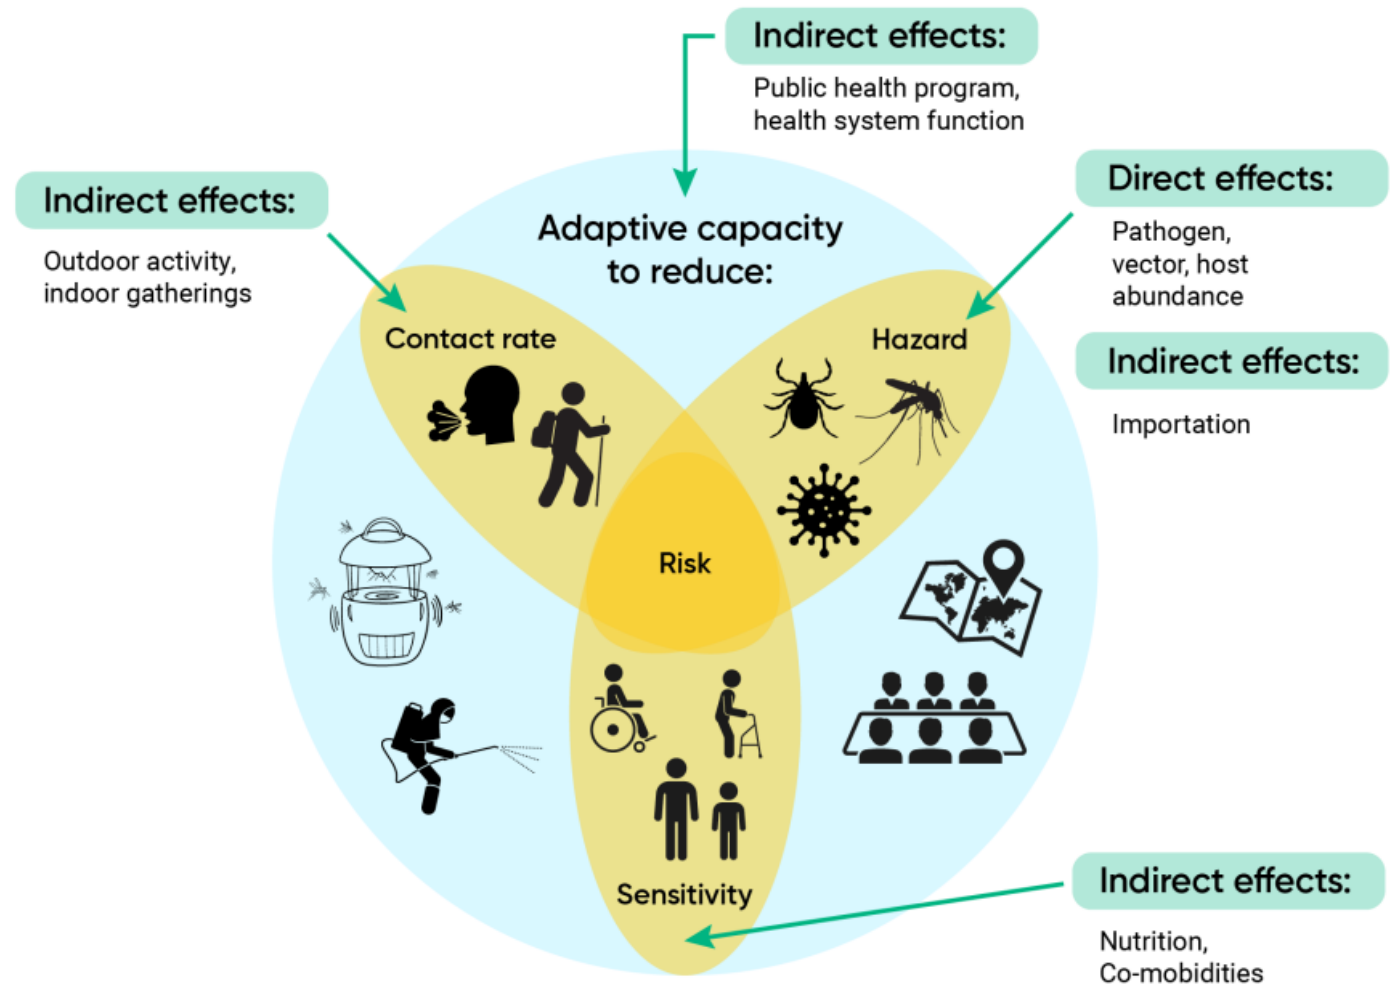 Indirect effects:
Public health program,
health system function
Indirect effects:
Outdoor activity,
indoor gatherings
Direct effects:
Pathogen,
vector, host
abundance
Indirect effects:
Importation
Adaptive capacity
to reduce:
Contact rate
Hazard
Risk
Sensitivity
Indirect effects:
Nutrition,
Co-mobidities